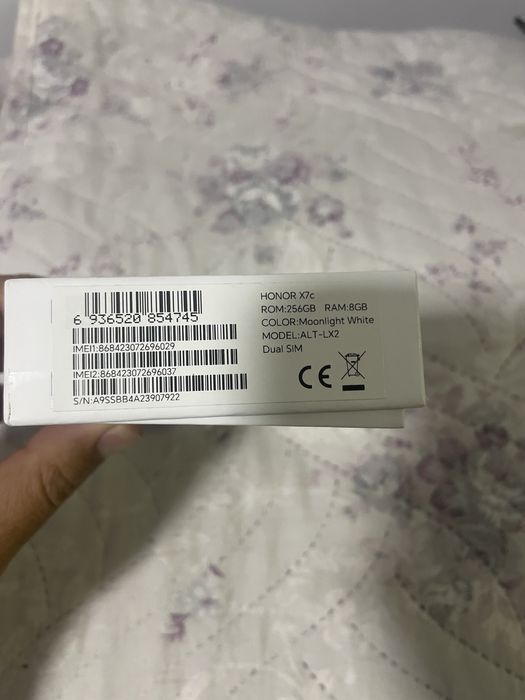 6 936520 854745
IMEI1:868423072696029
IMEI2:868423072696037
S/N:A9SSBB4A23907922
HONOR X7c
ROM:256GB RAM:8GB
COLOR:Moonlight White
MODEL:ALT-LX2
Dual SIM
CE